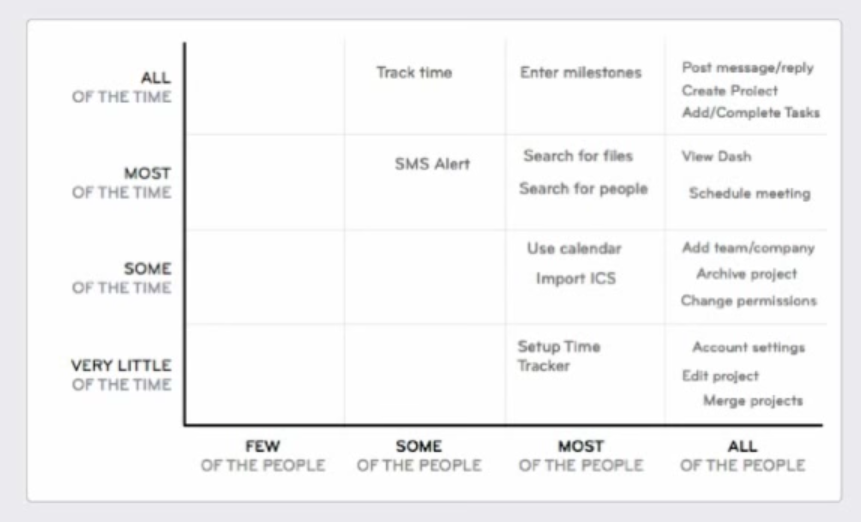 ALL
OF THE TIME
Track time
Enter milestones
Post message/reply
Create Project
Add/Complete Tasks
MOST
OF THE TIME
SMS Alert
Search for files
Search for people
View Dash
Schedule meeting
SOME
OF THE TIME
Use calendar
Import ICS
Add team/company
Archive project
Change permissions
VERY LITTLE
OF THE TIME
Setup Time
Tracker
Account settings
Edit project
Merge projects
FEW
OF THE PEOPLE
SOME
OF THE PEOPLE
MOST
OF THE PEOPLE
ALL
OF THE PEOPLE